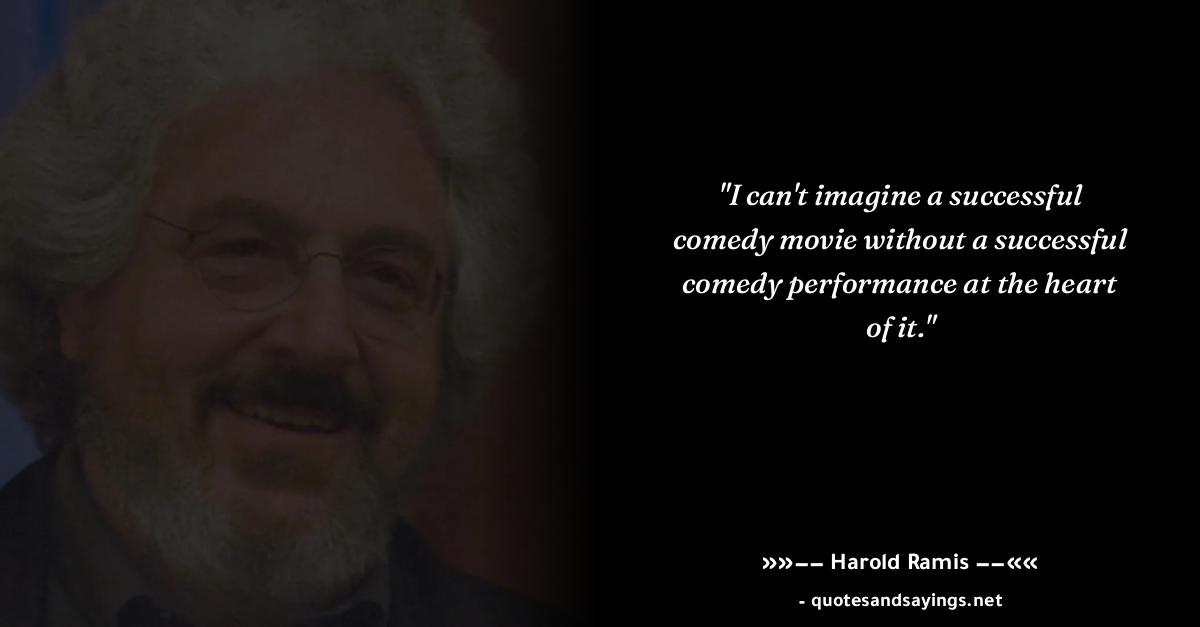 "I can't imagine a successful
comedy movie without a successful
comedy performance at the heart
of it."
»»−− Harold Ramis −−««
- quotesandsayings.net